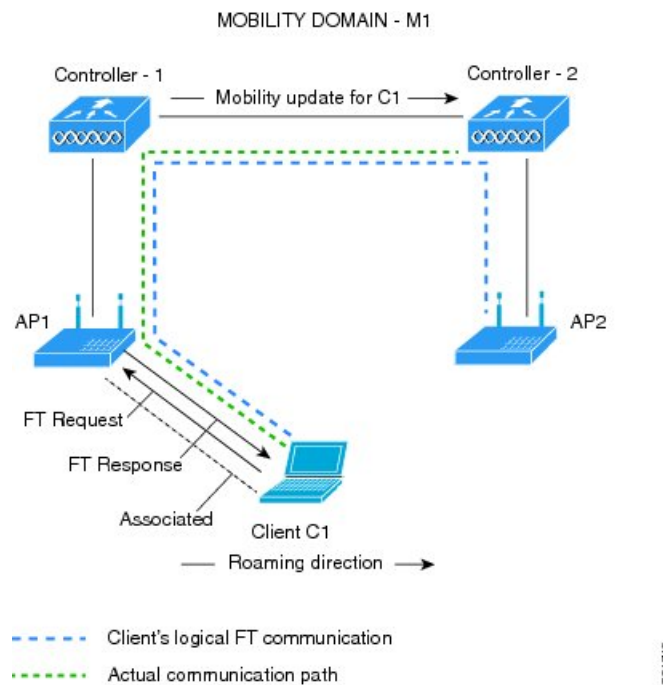 MOBILITY DOMAIN - M1
Controller - 1
Controller - 2
Mobility update for C1
AP1
AP2
FT Request
FT Response
Associated
Client C1
Roaming direction
Client's logical FT communication
Actual communication path